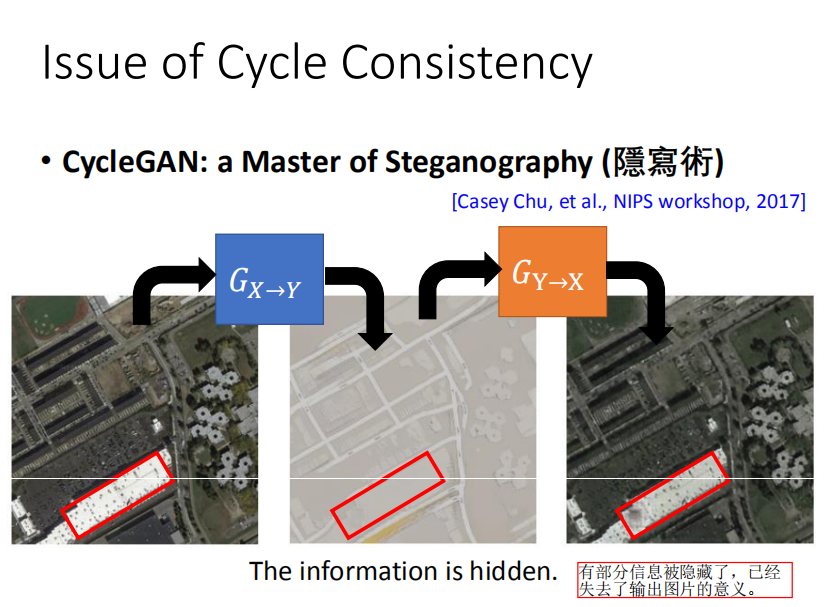 Issue of Cycle Consistency
• CycleGAN: a Master of Steganography (隱寫術)
[Casey Chu, et al., NIPS workshop, 2017]
G_{X→Y}
G_{Y→X}
The information is hidden.
有部分信息被隐藏了，已经
失去了输出图片的意义。